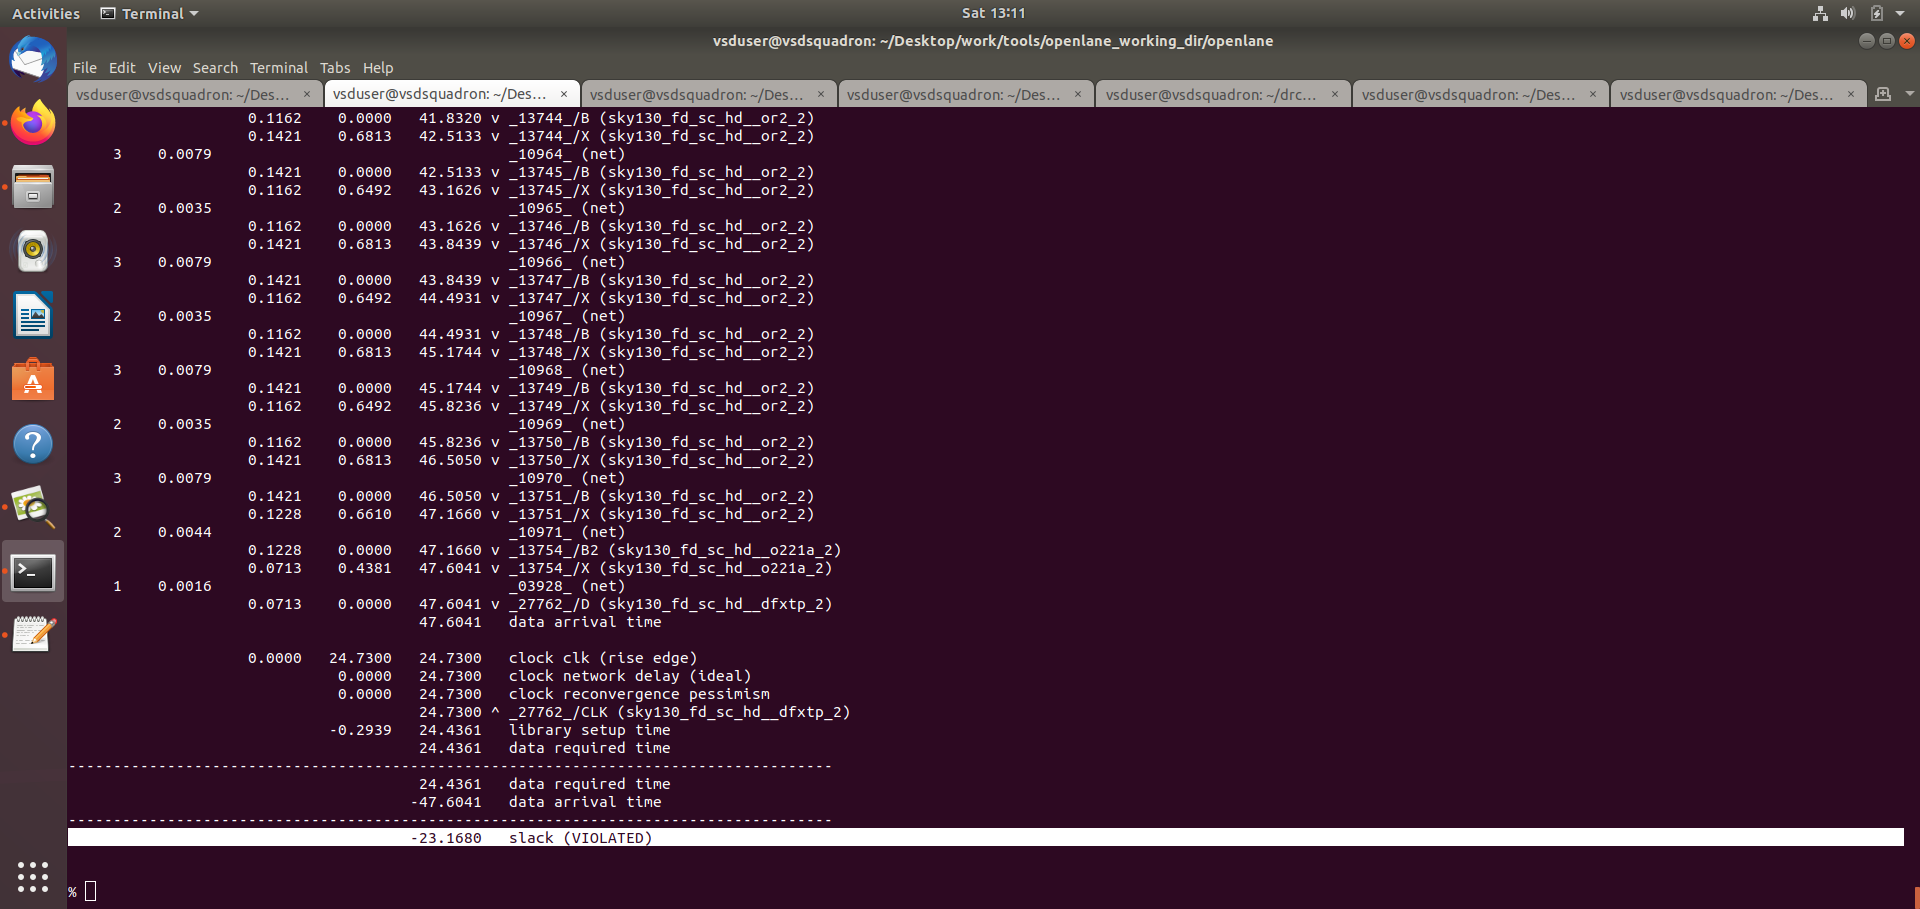 Activities Terminal Sat 13:11
vsduser@vsdsquadron: ~/Desktop/work/tools/openlane_working_dir/openlane
File Edit View Search Terminal Tabs Help
vsduser@vsdsquadron: ~/Des... × vsduser@vsdsquadron: ~/Des... × vsduser@vsdsquadron: ~/Des... × vsduser@vsdsquadron: ~/Des... × vsduser@vsdsquadron: ~/drc... × vsduser@vsdsquadron: ~/Des... × vsduser@vsdsquadron: ~/Des... ×
0.1162 0.0000 41.8320 v _13744_/B (sky130_fd_sc_hd__or2_2)
0.1421 0.6813 42.5133 v _13744_/X (sky130_fd_sc_hd__or2_2)
3 0.0079 _10964_ (net)
0.1421 0.0000 42.5133 v _13745_/B (sky130_fd_sc_hd__or2_2)
0.1162 0.6492 43.1626 v _13745_/X (sky130_fd_sc_hd__or2_2)
2 0.0035 _10965_ (net)
0.1162 0.0000 43.1626 v _13746_/B (sky130_fd_sc_hd__or2_2)
0.1421 0.6813 43.8439 v _13746_/X (sky130_fd_sc_hd__or2_2)
3 0.0079 _10966_ (net)
0.1421 0.0000 43.8439 v _13747_/B (sky130_fd_sc_hd__or2_2)
0.1162 0.6492 44.4931 v _13747_/X (sky130_fd_sc_hd__or2_2)
2 0.0035 _10967_ (net)
0.1162 0.0000 44.4931 v _13748_/B (sky130_fd_sc_hd__or2_2)
0.1421 0.6813 45.1744 v _13748_/X (sky130_fd_sc_hd__or2_2)
3 0.0079 _10968_ (net)
0.1421 0.0000 45.1744 v _13749_/B (sky130_fd_sc_hd__or2_2)
0.1162 0.6492 45.8236 v _13749_/X (sky130_fd_sc_hd__or2_2)
2 0.0035 _10969_ (net)
0.1162 0.0000 45.8236 v _13750_/B (sky130_fd_sc_hd__or2_2)
0.1421 0.6813 46.5050 v _13750_/X (sky130_fd_sc_hd__or2_2)
3 0.0079 _10970_ (net)
0.1421 0.0000 46.5050 v _13751_/B (sky130_fd_sc_hd__or2_2)
0.1228 0.6610 47.1660 v _13751_/X (sky130_fd_sc_hd__or2_2)
2 0.0044 _10971_ (net)
0.1228 0.0000 47.1660 v _13754_/B2 (sky130_fd_sc_hd__o221a_2)
0.0713 0.4381 47.6041 v _13754_/X (sky130_fd_sc_hd__o221a_2)
1 0.0016 _03928_ (net)
0.0713 0.0000 47.6041 v _27762_/D (sky130_fd_sc_hd__dfxtp_2)
47.6041 data arrival time
0.0000 24.7300 24.7300 clock clk (rise edge)
0.0000 24.7300 clock network delay (ideal)
0.0000 24.7300 clock reconvergence pessimism
24.7300 ^ _27762_/CLK (sky130_fd_sc_hd__dfxtp_2)
-0.2939 24.4361 library setup time
24.4361 data required time
-------------------------------------------------------------------------------------
24.4361 data required time
-47.6041 data arrival time
-------------------------------------------------------------------------------------
-23.1680 slack (VIOLATED)
%